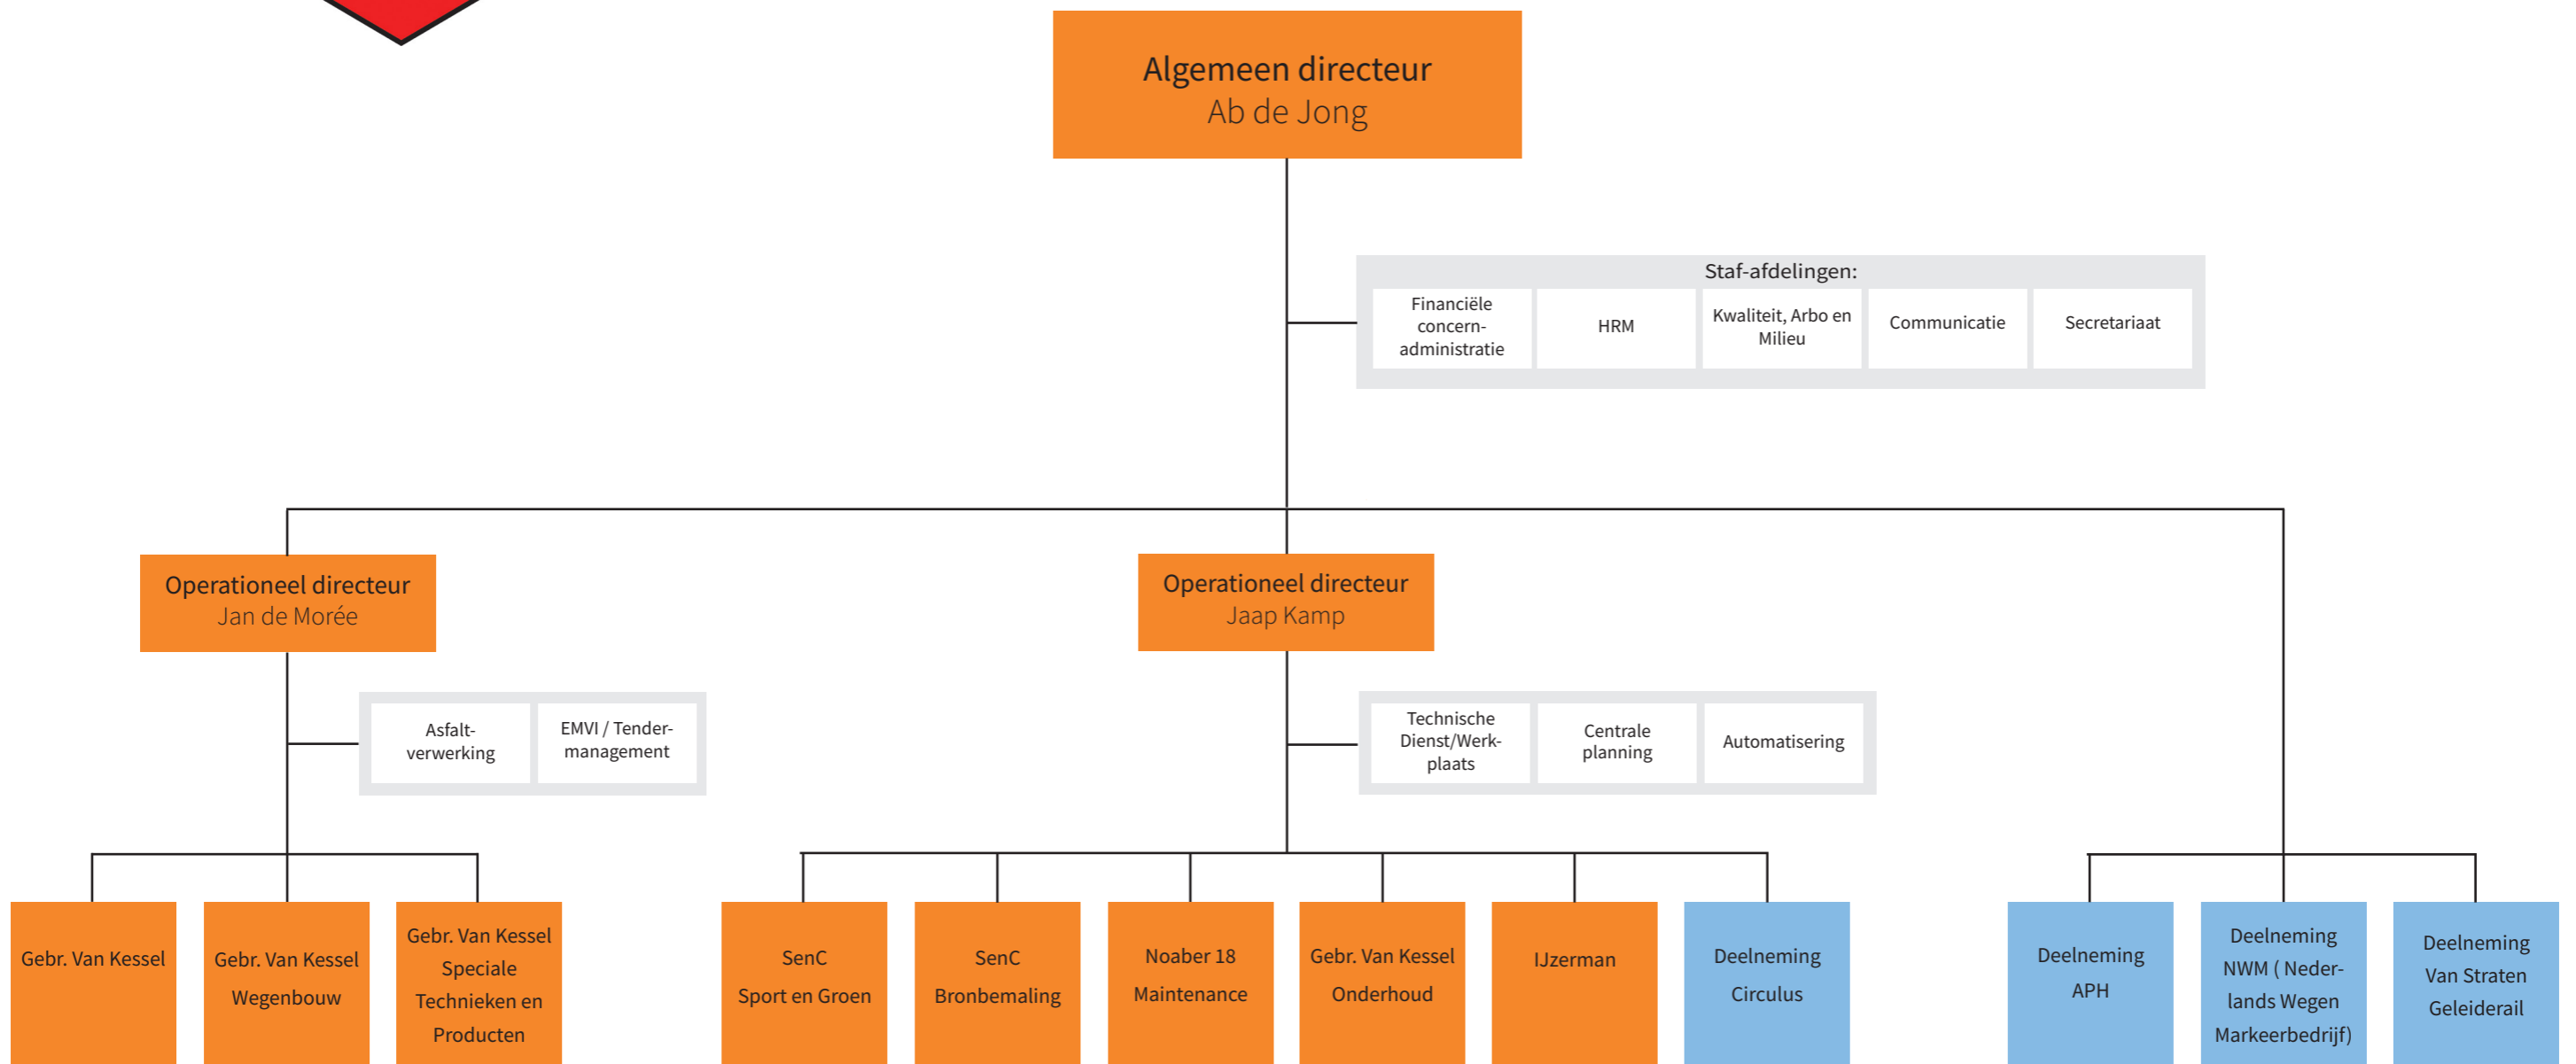 Algemeen directeur
Ab de Jong
Staf-afdelingen:
Financiële
concern-
administratie
HRM
Kwaliteit, Arbo en
Milieu
Communicatie
Secretariaat
Operationeel directeur
Jan de Morée
Operationeel directeur
Jaap Kamp
Asfalt-
verwerking
EMVI / Tender-
management
Technische
Dienst/Werk-
plaats
Centrale
planning
Automatisering
Gebr. Van Kessel
Gebr. Van Kessel
Wegenbouw
Gebr. Van Kessel
Speciale
Technieken en
Producten
SenC
Sport en Groen
SenC
Bronbemaling
Noaber 18
Maintenance
Gebr. Van Kessel
Onderhoud
IJzerman
Deelneming
Circulus
Deelneming
APH
Deelneming
NWM ( Neder-
lands Wegen
Markeerbedrijf)
Deelneming
Van Straten
Geleiderail